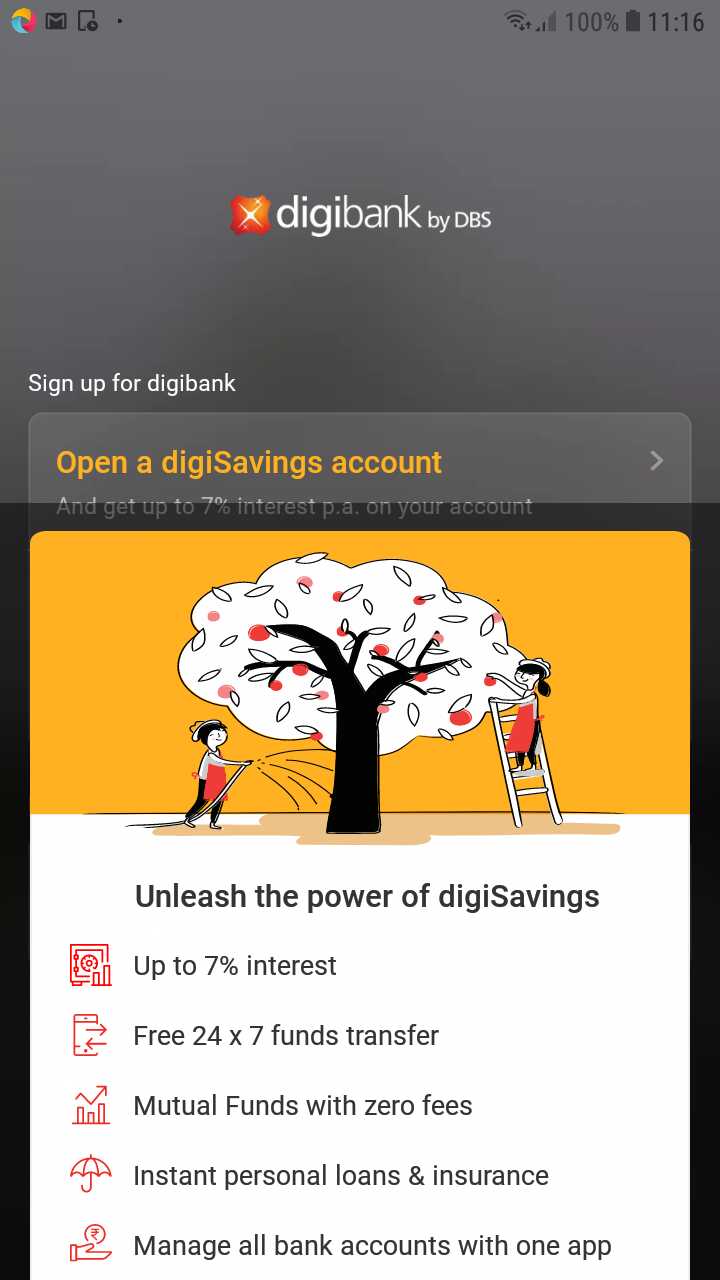 100% 11:16
digibank by DBS
Sign up for digibank
Open a digiSavings account
And get up to 7% interest p.a. on your account
Unleash the power of digiSavings
Up to 7% interest
Free 24 x 7 funds transfer
Mutual Funds with zero fees
Instant personal loans & insurance
Manage all bank accounts with one app